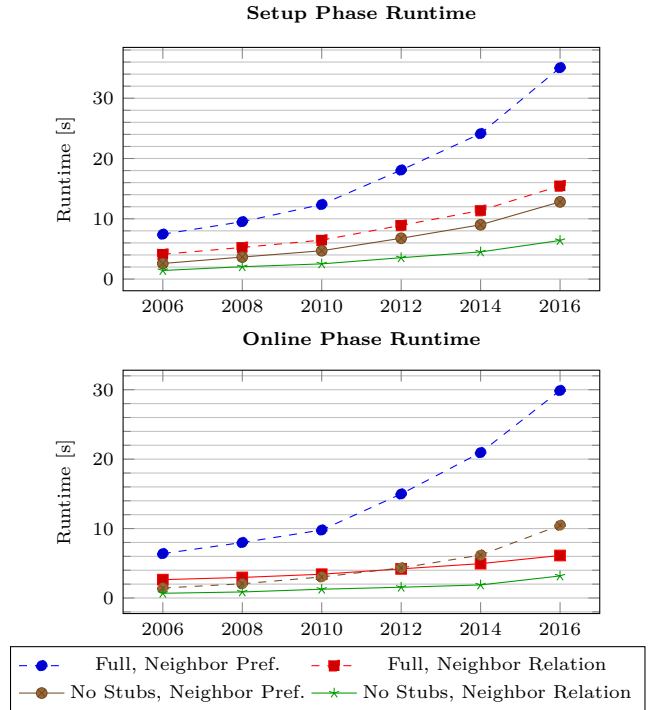 Setup Phase Runtime
Runtime [s]
30
20
10
0
2006 2008 2010 2012 2014 2016
Online Phase Runtime
Runtime [s]
30
20
10
0
2006 2008 2010 2012 2014 2016
Full, Neighbor Pref. Full, Neighbor Relation
No Stubs, Neighbor Pref. No Stubs, Neighbor Relation